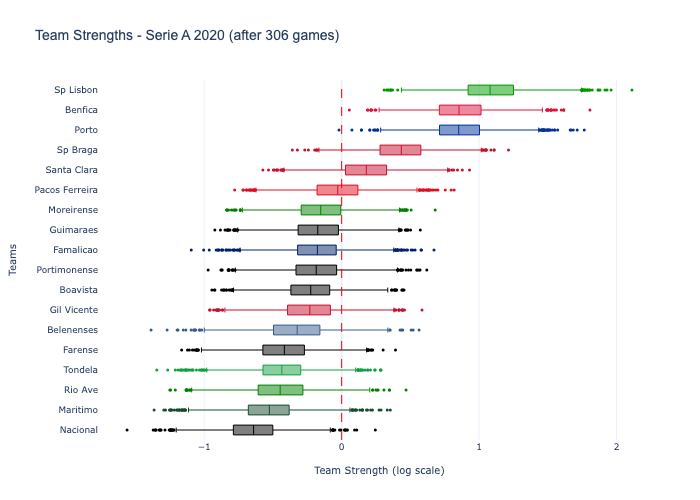 Team Strengths - Serie A 2020 (after 306 games)
Sp Lisbon
Benfica
Porto
Sp Braga
Santa Clara
Pacos Ferreira
Moreirense
Guimaraes
Famalicao
Portimonense
Boavista
Gil Vicente
Belenenses
Farense
Tondela
Rio Ave
Maritimo
Nacional
Teams
−1
0
1
2
Team Strength (log scale)